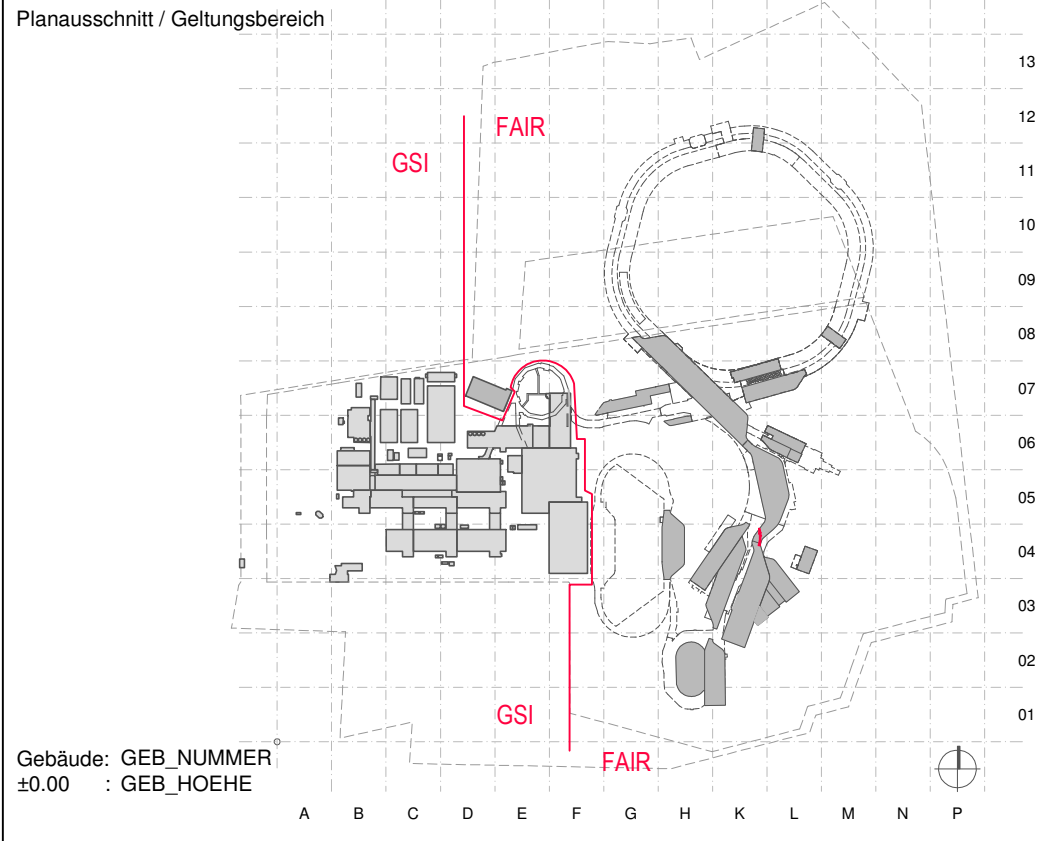 Planausschnitt / Geltungsbereich
13
12
FAIR
GSI
11
10
09
08
07
06
05
04
03
02
GSI
01
FAIR
Gebäude: GEB_NUMMER
±0.00 : GEB_HOEHE
A B C D E F G H K L M N P